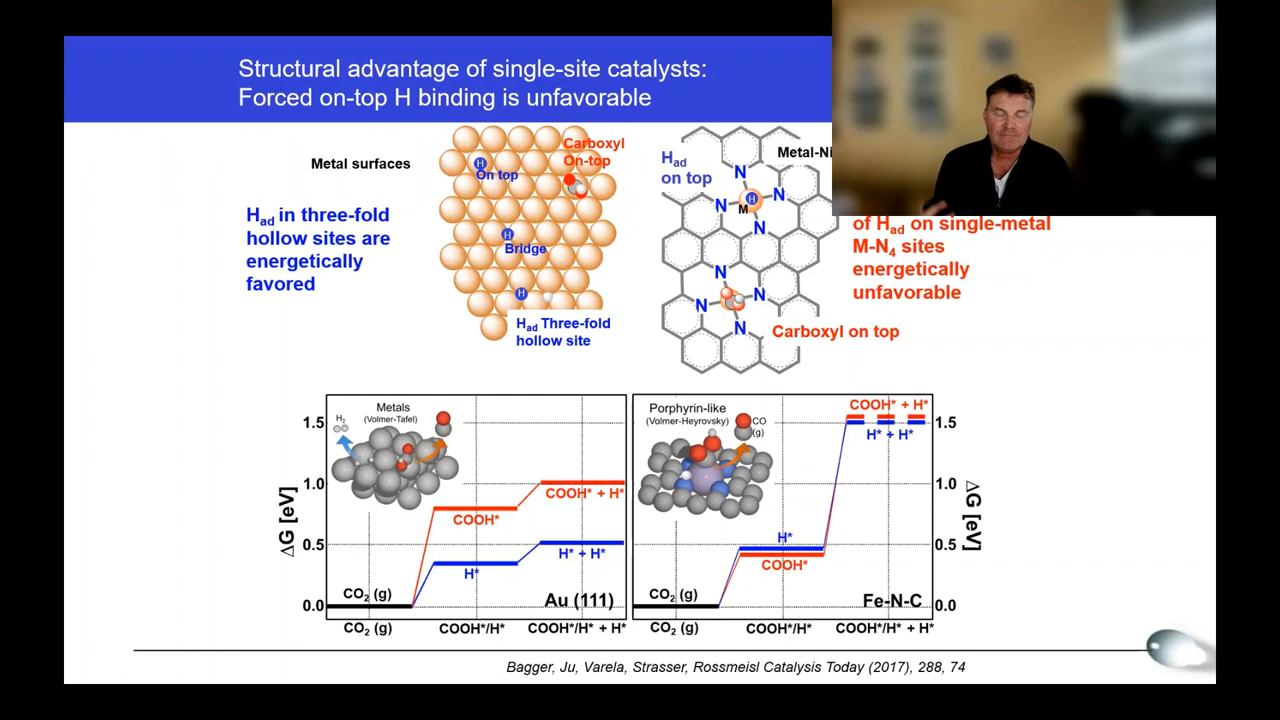 Structural advantage of single-site catalysts:
Forced on-top H binding is unfavorable
Metal surfaces
H_ad in three-fold
hollow sites are
energetically
favored
Carboxyl
On-top
H
On top
H
Bridge
H
H_ad Three-fold
hollow site
H_ad
on top
Metal-Ni
N
H
N
N
M
N
N
N
N
N
Carboxyl on top
of H_ad on single-metal
M-N₄ sites
energetically
unfavorable
ΔG [eV]
1.5
1.0
0.5
0.0
Metals
(Volmer-Tafel)
H₂
COOH*
COOH* + H*
H*
H* + H*
CO₂ (g)
Au (111)
CO₂ (g)
COOH*/H*
COOH*/H* + H*
Porphyrin-like
(Volmer-Heyrovsky)
CO
(g)
COOH* + H*
H* + H*
H*
COOH*
CO₂ (g)
Fe-N-C
CO₂ (g)
COOH*/H*
COOH*/H* + H*
1.5
1.0
0.5
0.0
ΔG [eV]
Bagger, Ju, Varela, Strasser, Rossmeisl Catalysis Today (2017), 288, 74